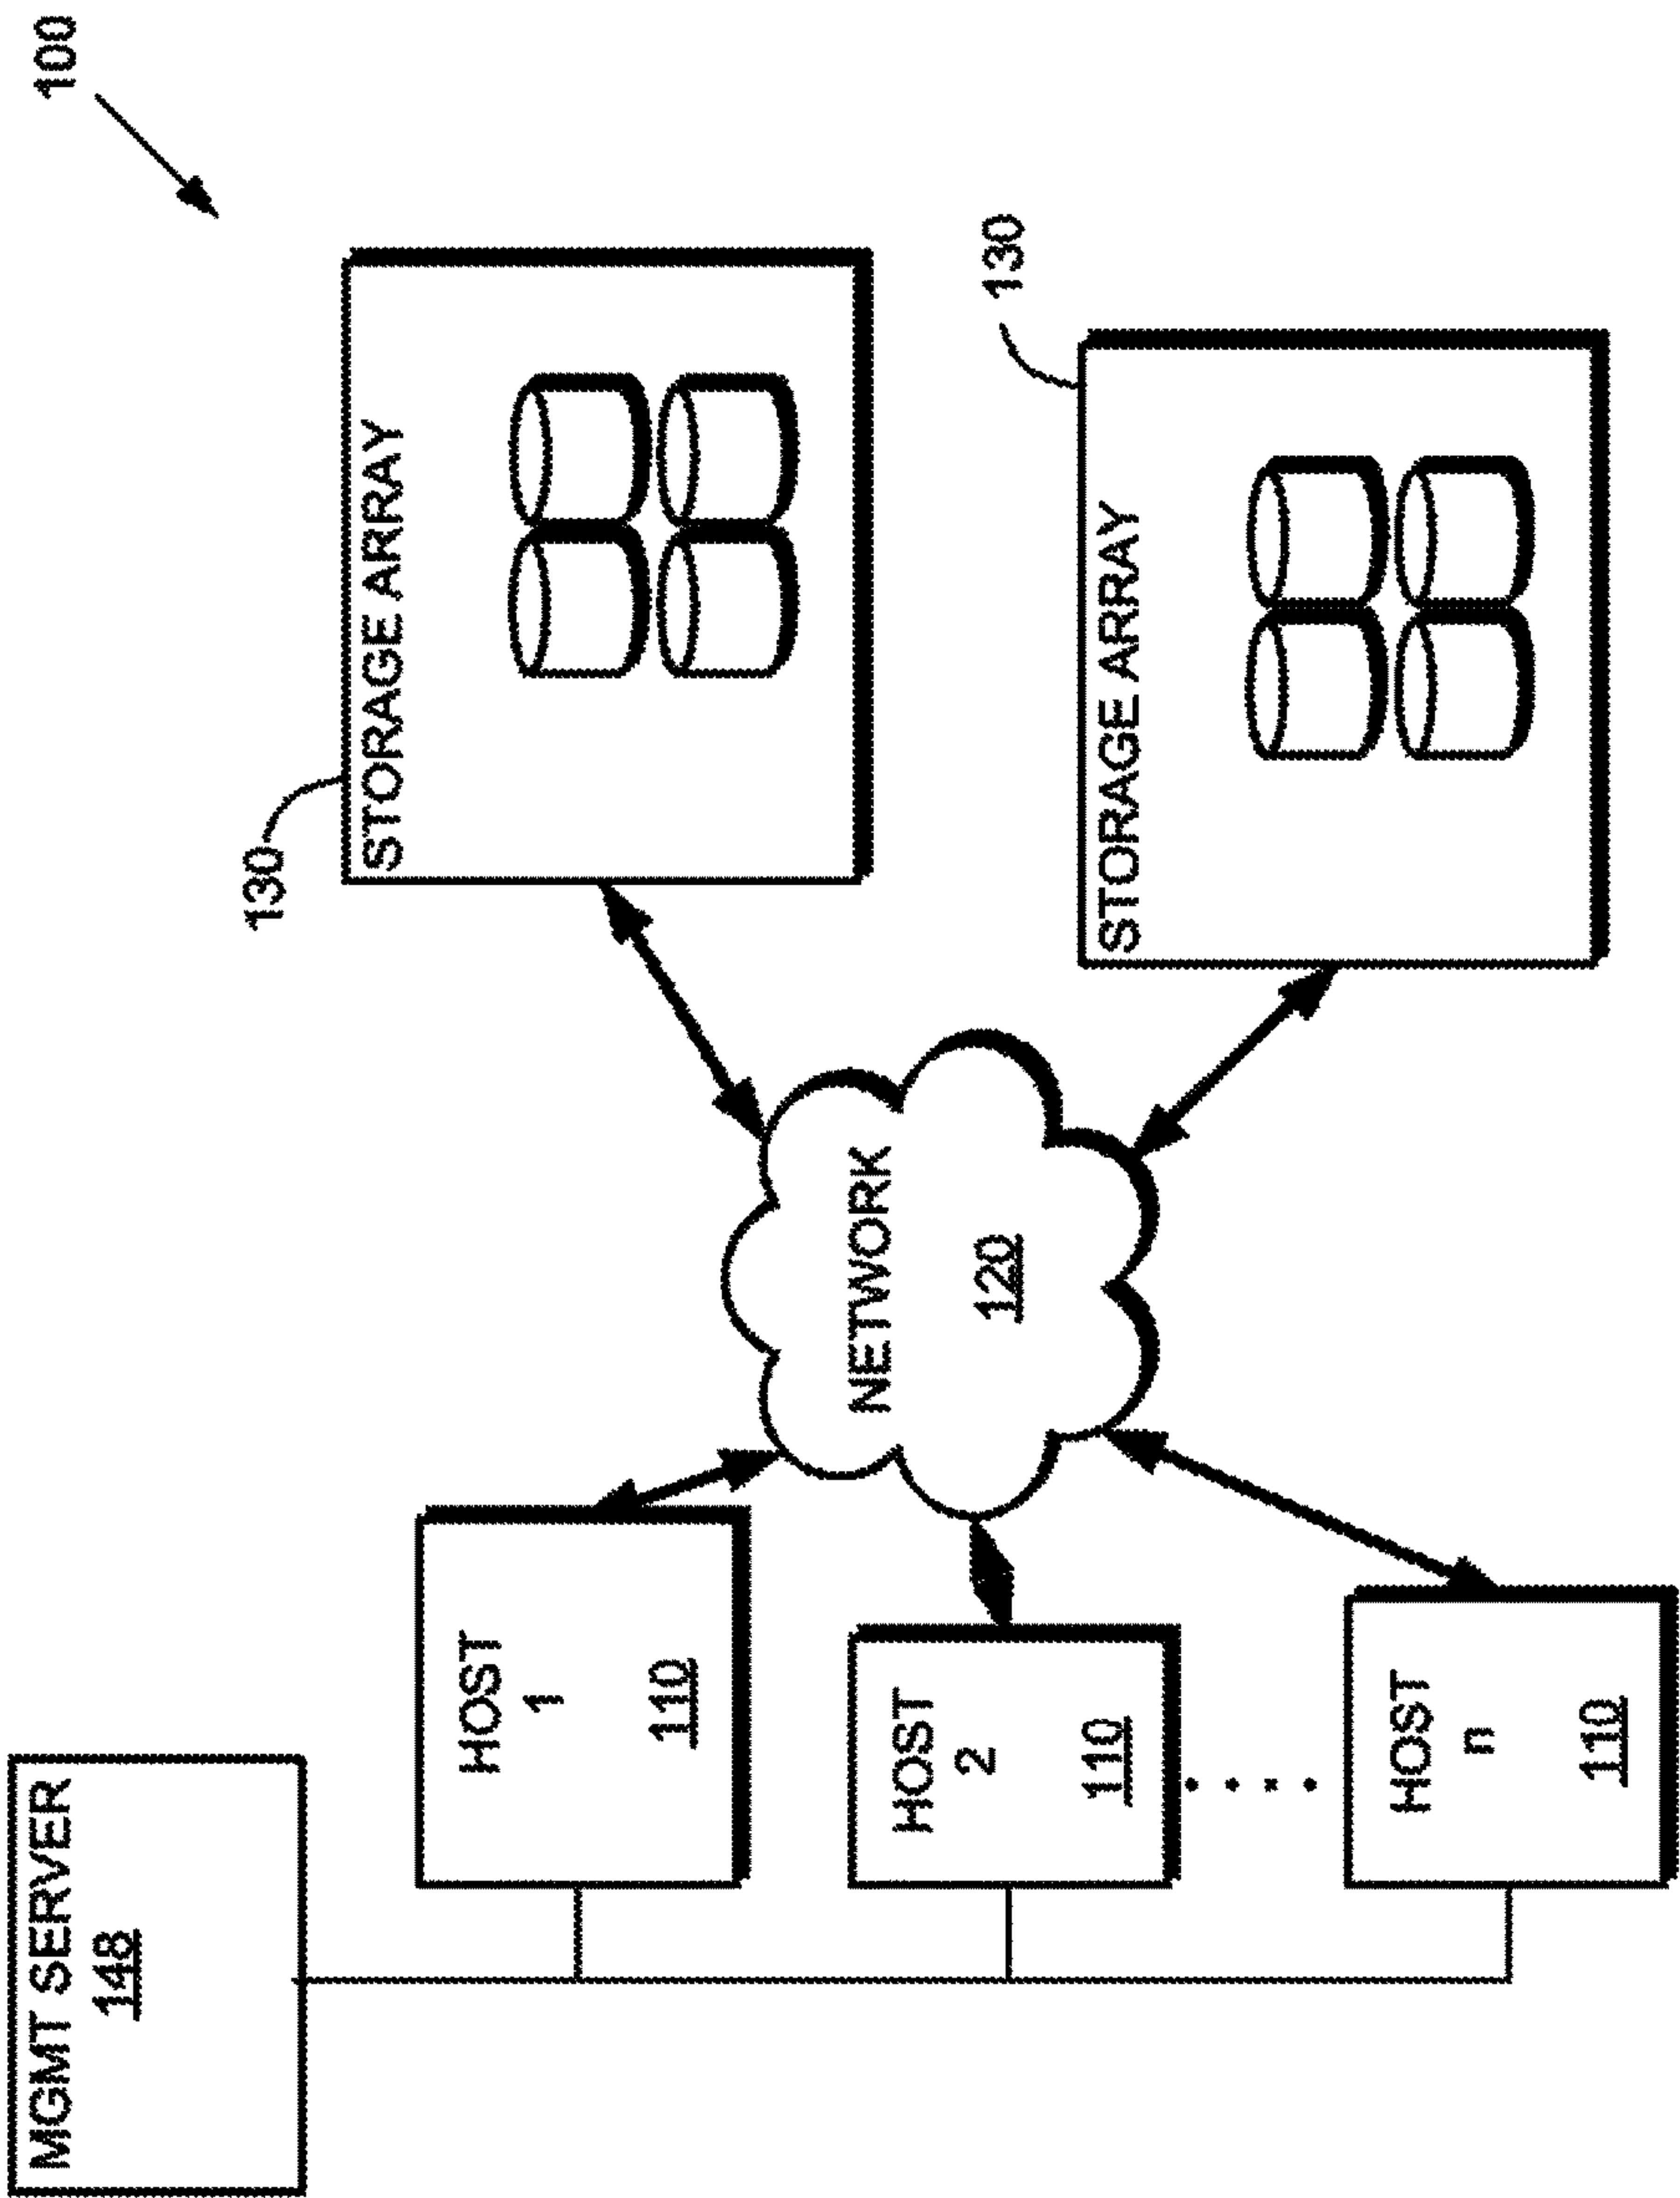 100
MGMT SERVER
148
130
STORAGE ARRAY
HOST
1
110
NETWORK
120
130
STORAGE ARRAY
HOST
2
110
. . . .
HOST
n
110